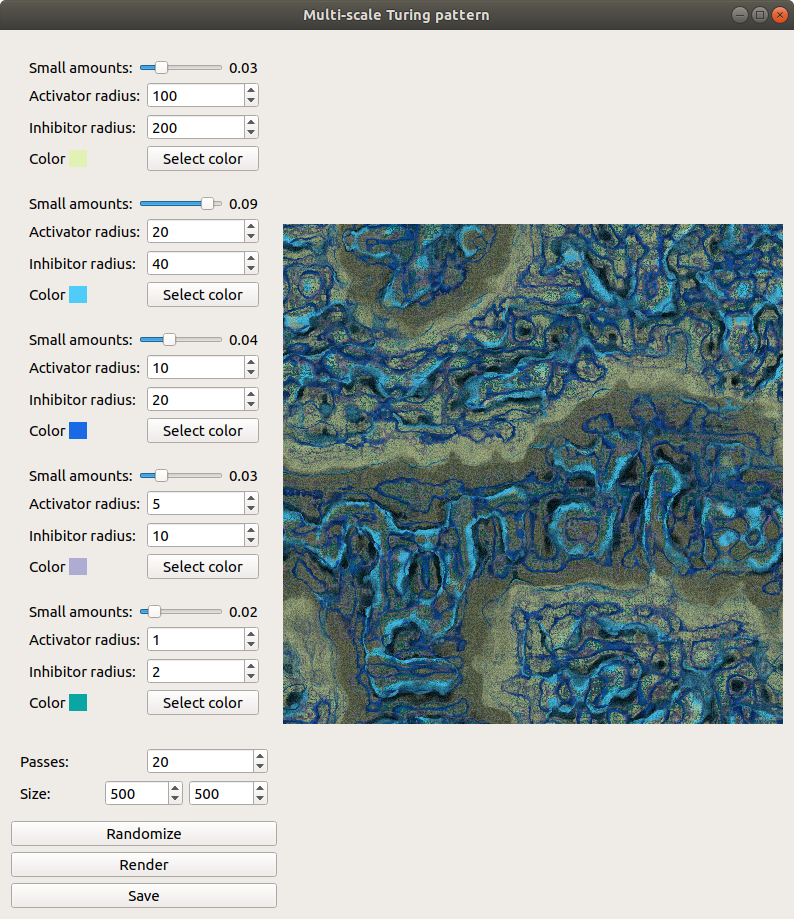 Multi-scale Turing pattern
Small amounts: 0.03
Activator radius: 100
Inhibitor radius: 200
Color Select color
Small amounts: 0.09
Activator radius: 20
Inhibitor radius: 40
Color Select color
Small amounts: 0.04
Activator radius: 10
Inhibitor radius: 20
Color Select color
Small amounts: 0.03
Activator radius: 5
Inhibitor radius: 10
Color Select color
Small amounts: 0.02
Activator radius: 1
Inhibitor radius: 2
Color Select color
Passes: 20
Size: 500 500
Randomize
Render
Save